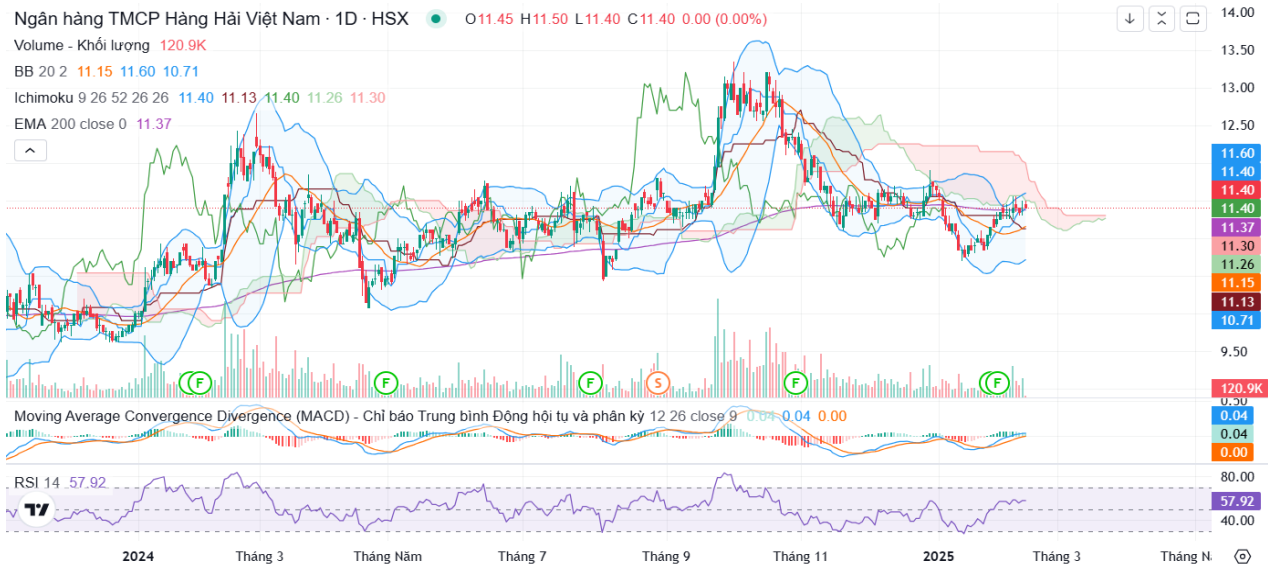 Ngân hàng TMCP Hàng Hải Việt Nam · 1D · HSX O11.45 H11.50 L11.40 C11.40 0.00 (0.00%)
Volume - Khối lượng 120.9K
BB 20 2 11.15 11.60 10.71
Ichimoku 9 26 52 26 26 11.40 11.13 11.40 11.26 11.30
EMA 200 close 0 11.37
14.00
13.50
13.00
12.50
11.60
11.40
11.40
11.40
11.37
11.30
11.26
11.15
11.13
10.71
9.50
F
F
F
S
F
F
120.9K
0.50
Moving Average Convergence Divergence (MACD) - Chỉ báo Trung bình Động hội tụ và phân kỳ 12 26 close 9 0.04 0.04 0.00
0.04
0.04
0.00
RSI 14 57.92
80.00
57.92
40.00
2024 Tháng 3 Tháng Năm Tháng 7 Tháng 9 Tháng 11 2025 Tháng 3 Tháng